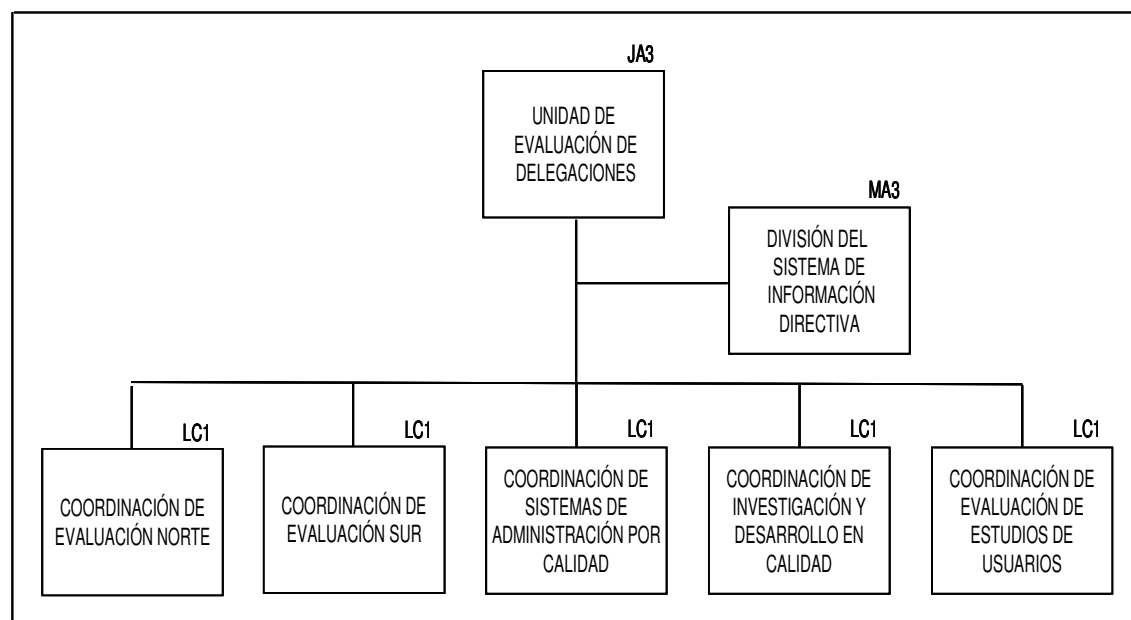 JA3
UNIDAD DE
EVALUACIÓN DE
DELEGACIONES
MA3
DIVISIÓN DEL
SISTEMA DE
INFORMACIÓN
DIRECTIVA
LC1
COORDINACIÓN DE
EVALUACIÓN NORTE
LC1
COORDINACIÓN DE
EVALUACIÓN SUR
LC1
COORDINACIÓN DE
SISTEMAS DE
ADMINISTRACIÓN POR
CALIDAD
LC1
COORDINACIÓN DE
INVESTIGACIÓN Y
DESARROLLO EN
CALIDAD
LC1
COORDINACIÓN DE
EVALUACIÓN DE
ESTUDIOS DE
USUARIOS